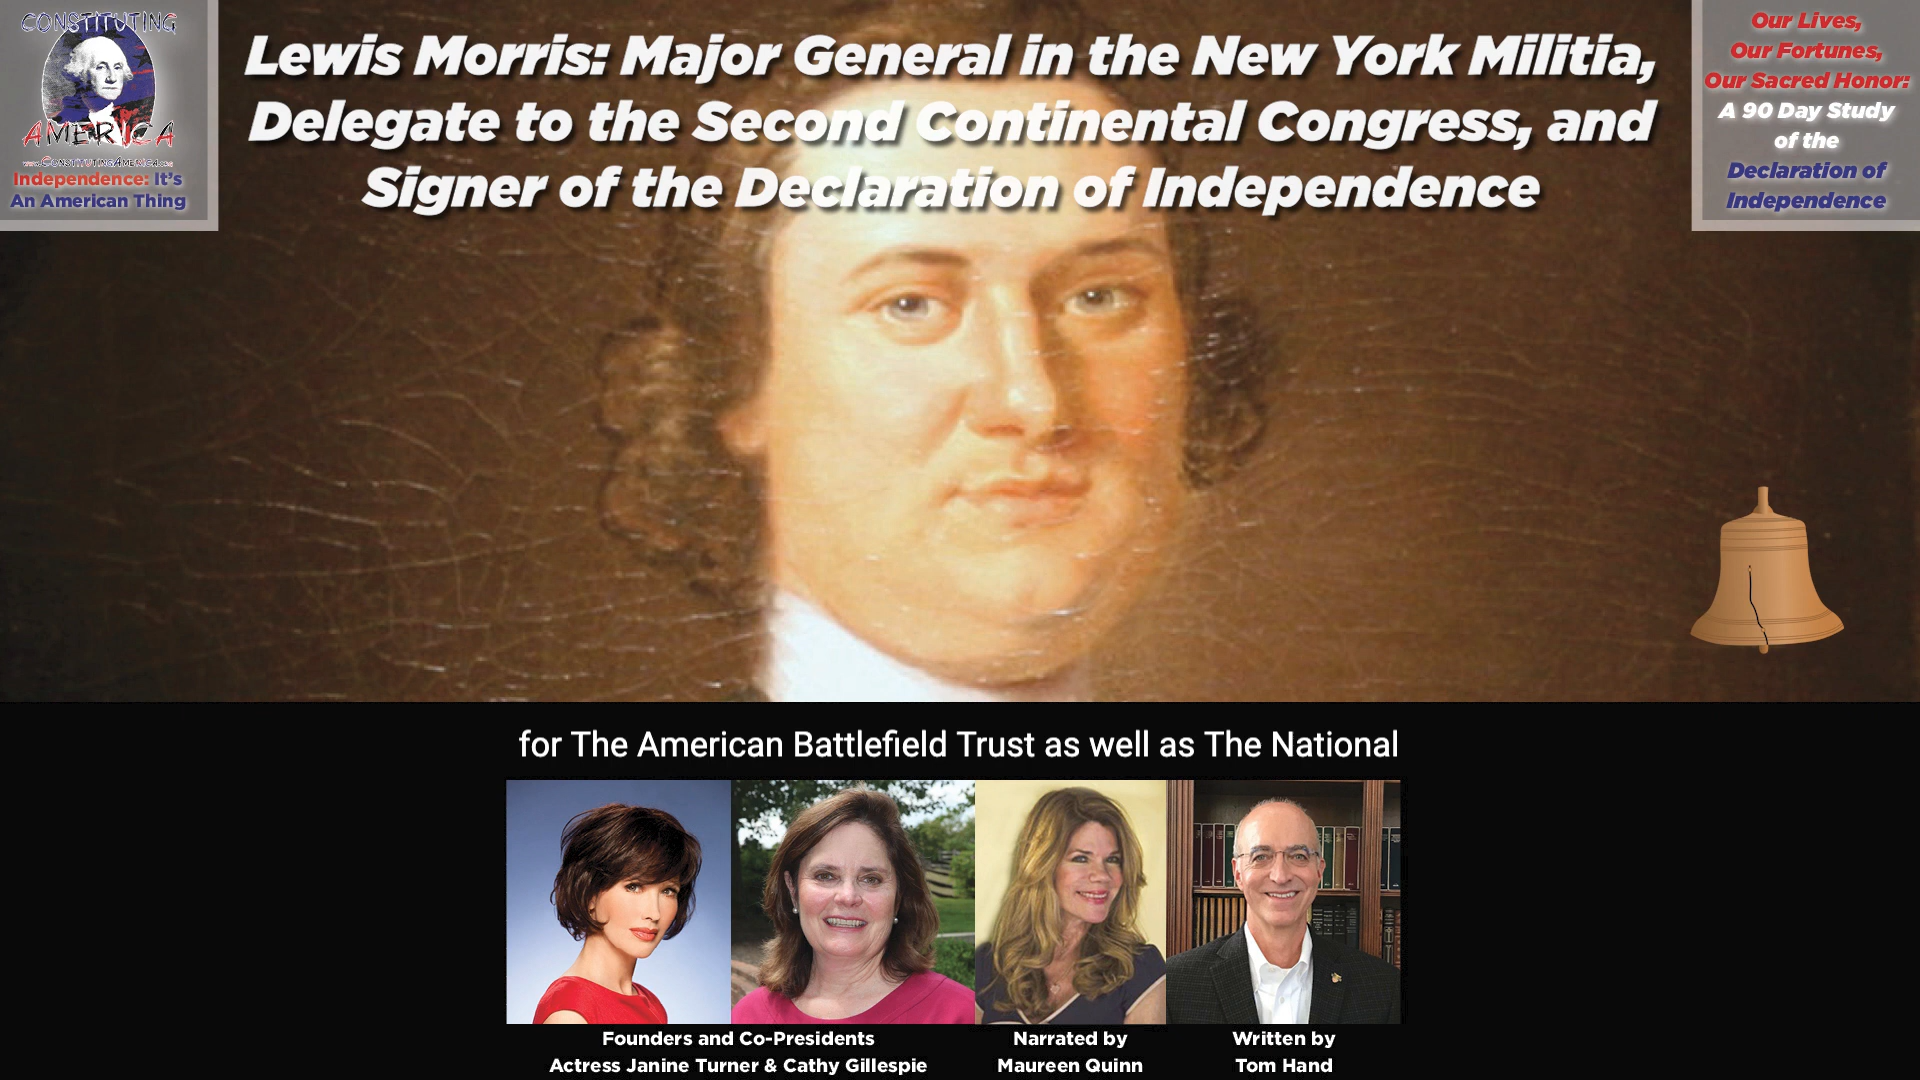 CONSTITUTING
AMERICA
www.ConstitutingAmerica.org
Independence: It's
An American Thing
Lewis Morris: Major General in the New York Militia,
Delegate to the Second Continental Congress, and
Signer of the Declaration of Independence
Our Lives,
Our Fortunes,
Our Sacred Honor:
A 90 Day Study
of the
Declaration of
Independence
for The American Battlefield Trust as well as The National
Founders and Co-Presidents
Actress Janine Turner & Cathy Gillespie
Narrated by
Maureen Quinn
Written by
Tom Hand